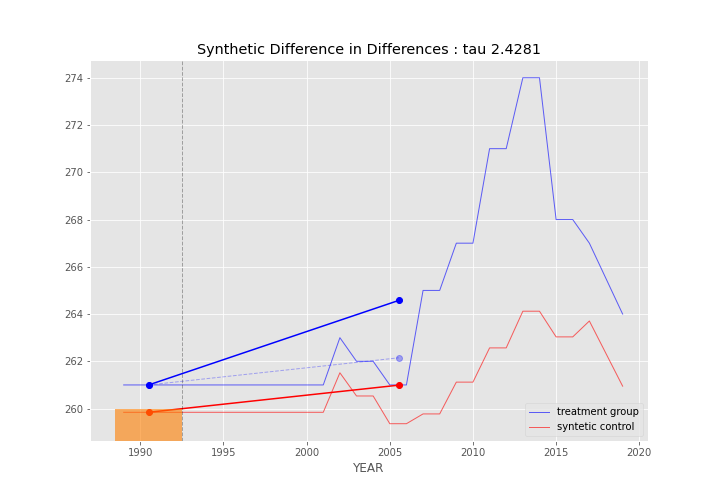 Synthetic Difference in Differences : tau 2.4281
274
272
270
268
266
264
262
260
treatment group
syntetic control
1990 1995 2000 2005 2010 2015 2020
YEAR